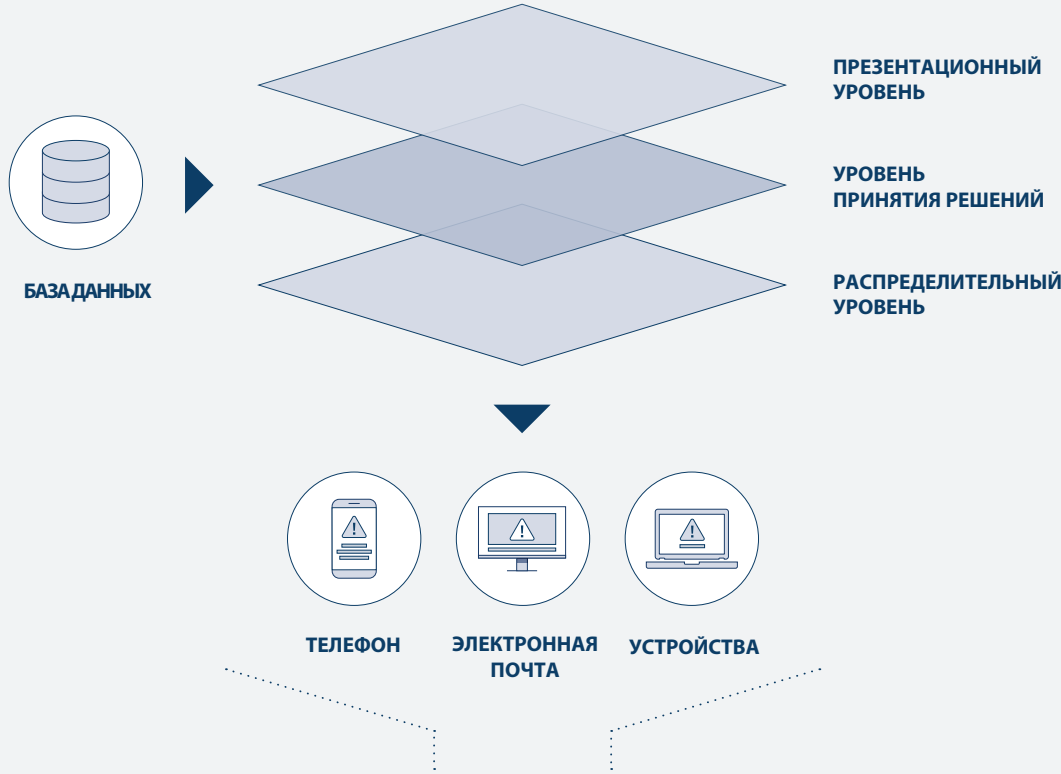 ПРЕЗЕНТАЦИОННЫЙ
УРОВЕНЬ
УРОВЕНЬ
ПРИНЯТИЯ РЕШЕНИЙ
БАЗА ДАННЫХ
РАСПРЕДЕЛИТЕЛЬНЫЙ
УРОВЕНЬ
ТЕЛЕФОН
ЭЛЕКТРОННАЯ
ПОЧТА
УСТРОЙСТВА